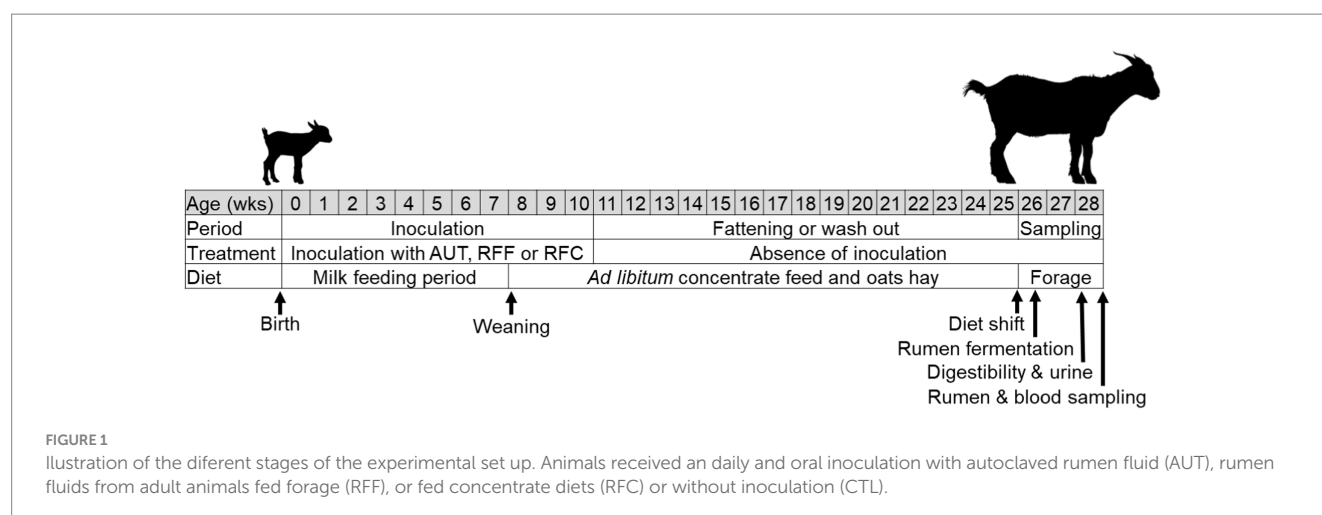 Age (wks) 0 1 2 3 4 5 6 7 8 9 10 11 12 13 14 15 16 17 18 19 20 21 22 23 24 25 26 27 28
Period Inoculation Fattening or wash out Sampling
Treatment Inoculation with AUT, RFF or RFC Absence of inoculation
Diet Milk feeding period Ad libitum concentrate feed and oats hay Forage
Birth Weaning Diet shift
Rumen fermentation
Digestibility & urine
Rumen & blood sampling
FIGURE 1
Ilustration of the diferent stages of the experimental set up. Animals received an daily and oral inoculation with autoclaved rumen fluid (AUT), rumen
fluids from adult animals fed forage (RFF), or fed concentrate diets (RFC) or without inoculation (CTL).